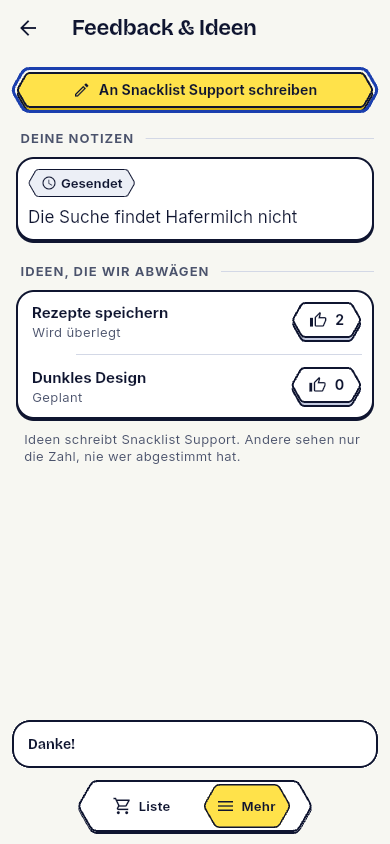 Feedback & Ideen
An Snacklist Support schreiben
DEINE NOTIZEN
Gesendet
Die Suche findet Hafermilch nicht
IDEEN, DIE WIR ABWÄGEN
Rezepte speichern
Wird überlegt
2
Dunkles Design
Geplant
0
Ideen schreibt Snacklist Support. Andere sehen nur
die Zahl, nie wer abgestimmt hat.
Danke!
Liste
Mehr